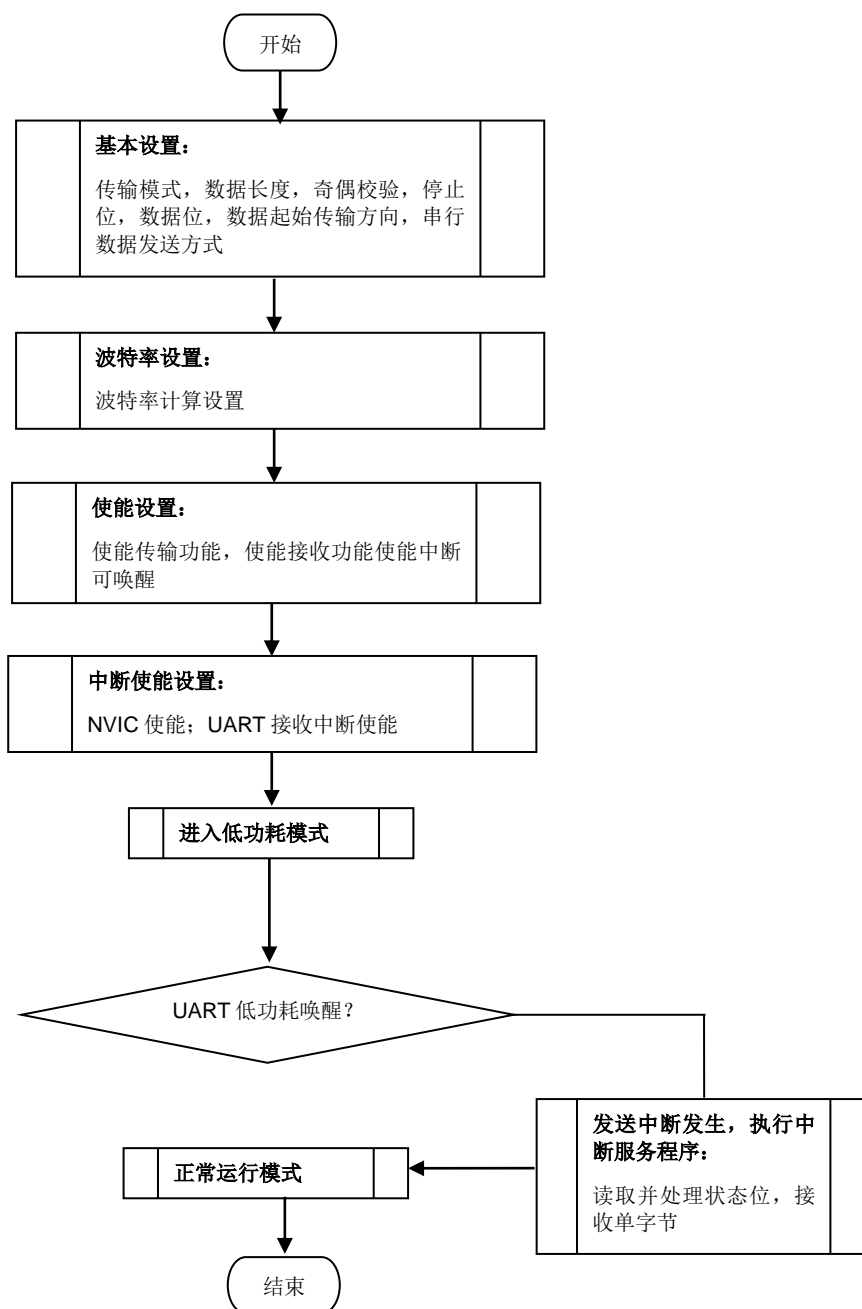 开始
基本设置：
传输模式，数据长度，奇偶校验，停止
位，数据位，数据起始传输方向，串行
数据发送方式
波特率设置：
波特率计算设置
使能设置：
使能传输功能，使能接收功能使能中断
可唤醒
中断使能设置：
NVIC 使能；UART 接收中断使能
进入低功耗模式
UART 低功耗唤醒？
发送中断发生，执行中
断服务程序：
读取并处理状态位，接
收单字节
正常运行模式
结束